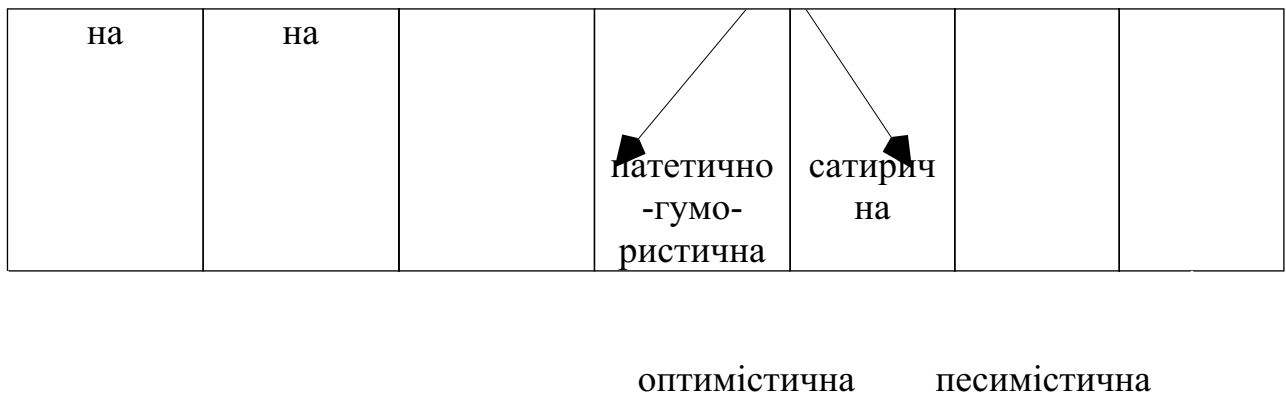 на на
патетично сатирич
-гумо- на
ристична
оптимістична песимістична